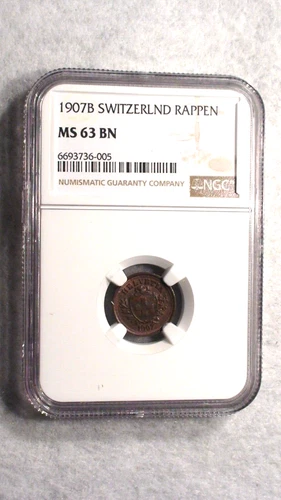 1907B SWITZERLND RAPPEN
MS 63 BN
6693736-005
NUMISMATIC GUARANTY COMPANY NGC